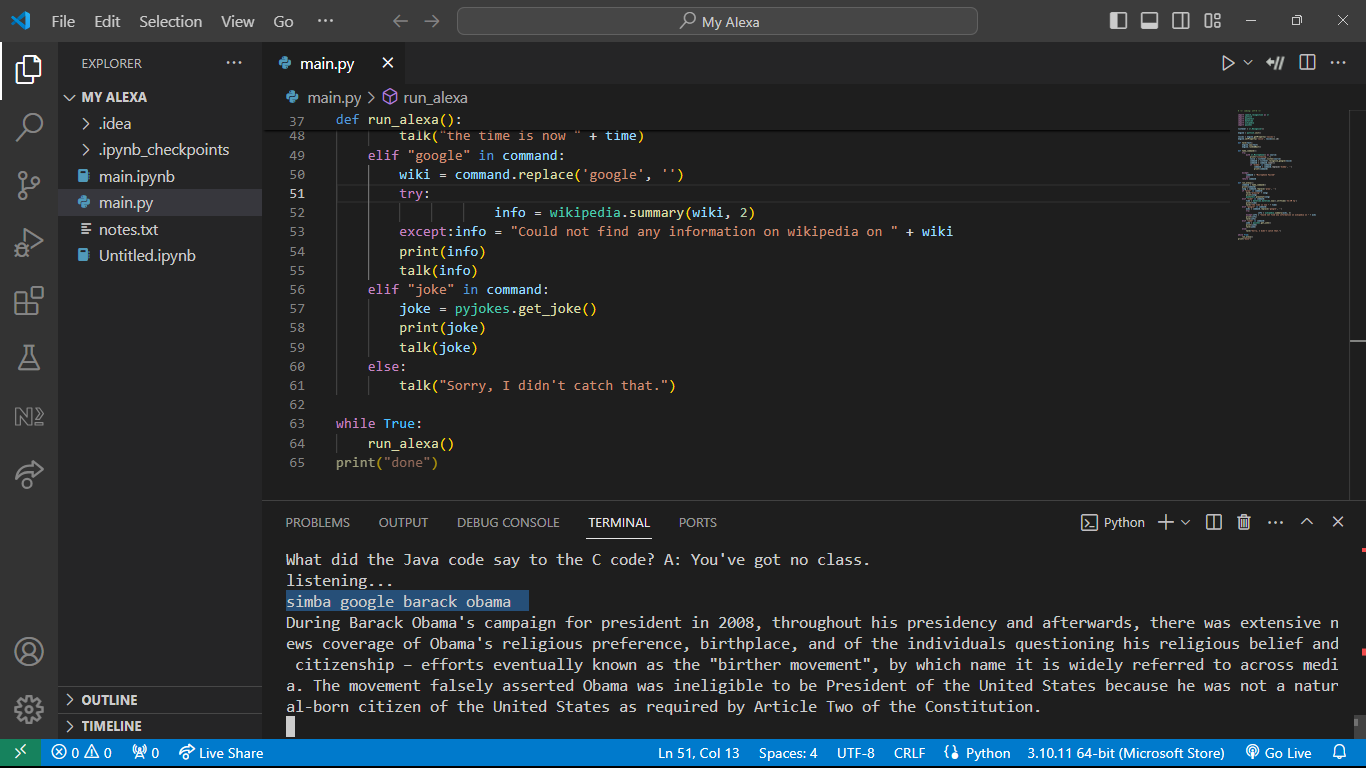 File Edit Selection View Go ··· My Alexa
EXPLORER ···
MY ALEXA
.idea
.ipynb_checkpoints
main.ipynb
main.py
notes.txt
Untitled.ipynb
OUTLINE
TIMELINE
main.py
main.py > run_alexa
37 def run_alexa():
48 talk("the time is now " + time)
49 elif "google" in command:
50 wiki = command.replace('google', '')
51 try:
52 info = wikipedia.summary(wiki, 2)
53 except:info = "Could not find any information on wikipedia on " + wiki
54 print(info)
55 talk(info)
56 elif "joke" in command:
57 joke = pyjokes.get_joke()
58 print(joke)
59 talk(joke)
60 else:
61 talk("Sorry, I didn't catch that.")
62
63 while True:
64 run_alexa()
65 print("done")
PROBLEMS OUTPUT DEBUG CONSOLE TERMINAL PORTS Python
What did the Java code say to the C code? A: You've got no class.
listening...
simba google barack obama
During Barack Obama's campaign for president in 2008, throughout his presidency and afterwards, there was extensive n
ews coverage of Obama's religious preference, birthplace, and of the individuals questioning his religious belief and
citizenship – efforts eventually known as the "birther movement", by which name it is widely referred to across medi
a. The movement falsely asserted Obama was ineligible to be President of the United States because he was not a natur
al-born citizen of the United States as required by Article Two of the Constitution.
0 0 0 Live Share Ln 51, Col 13 Spaces: 4 UTF-8 CRLF Python 3.10.11 64-bit (Microsoft Store) Go Live